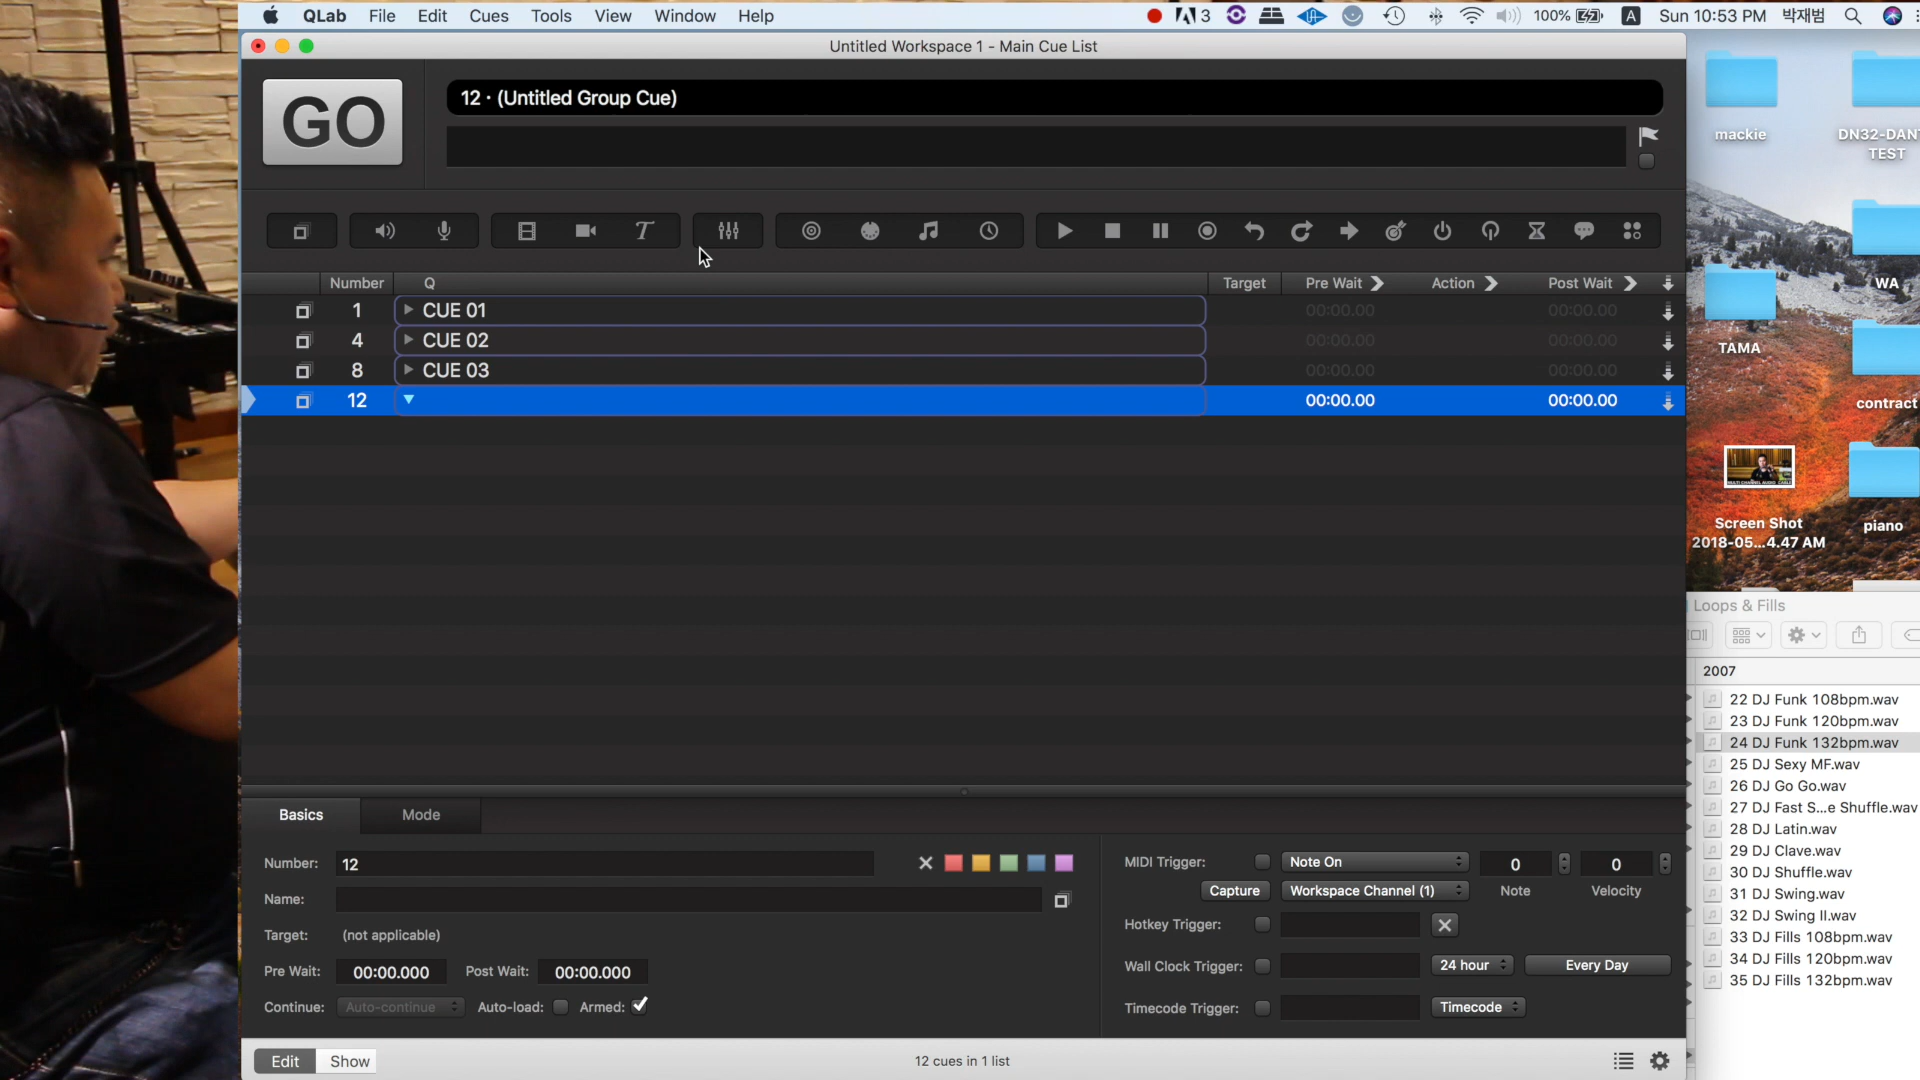 QLab File Edit Cues Tools View Window Help 3 100% A Sun 10:53 PM 박재범
Untitled Workspace 1 - Main Cue List
GO
12 · (Untitled Group Cue)
T
Number Q Target Pre Wait Action Post Wait
1 CUE 01 00:00.00 00:00.00
4 CUE 02 00:00.00 00:00.00
8 CUE 03 00:00.00 00:00.00
12 00:00.00 00:00.00
Basics Mode
Number: 12
Name:
Target: (not applicable)
Pre Wait: 00:00.000 Post Wait: 00:00.000
Continue: Auto-continue Auto-load: Armed:
MIDI Trigger: Note On 0 0
Capture Workspace Channel (1) Note Velocity
Hotkey Trigger:
Wall Clock Trigger: 24 hour Every Day
Timecode Trigger: Timecode
Edit Show 12 cues in 1 list
mackie
DN32-DANT
TEST
WA
TAMA
contract
Screen Shot
2018-05...4.47 AM
piano
Loops & Fills
2007
22 DJ Funk 108bpm.wav
23 DJ Funk 120bpm.wav
24 DJ Funk 132bpm.wav
25 DJ Sexy MF.wav
26 DJ Go Go.wav
27 DJ Fast S...e Shuffle.wav
28 DJ Latin.wav
29 DJ Clave.wav
30 DJ Shuffle.wav
31 DJ Swing.wav
32 DJ Swing II.wav
33 DJ Fills 108bpm.wav
34 DJ Fills 120bpm.wav
35 DJ Fills 132bpm.wav